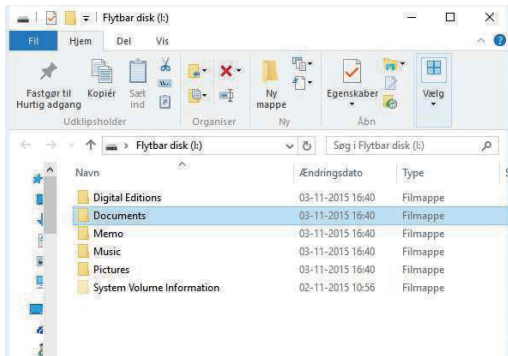 Flytbar disk (I:)
Fil Hjem Del Vis
Fastgør til Hurtig adgang
Kopiér
Sæt ind
Ny mappe
Egenskaber
Vælg
Udklipsholder Organiser Ny Åbn
Flytbar disk (I:) Søg i Flytbar disk (I:)
Navn Ændringsdato Type
Digital Editions 03-11-2015 16:40 Filmappe
Documents 03-11-2015 16:40 Filmappe
Memo 03-11-2015 16:40 Filmappe
Music 03-11-2015 16:40 Filmappe
Pictures 03-11-2015 16:40 Filmappe
System Volume Information 02-11-2015 10:56 Filmappe